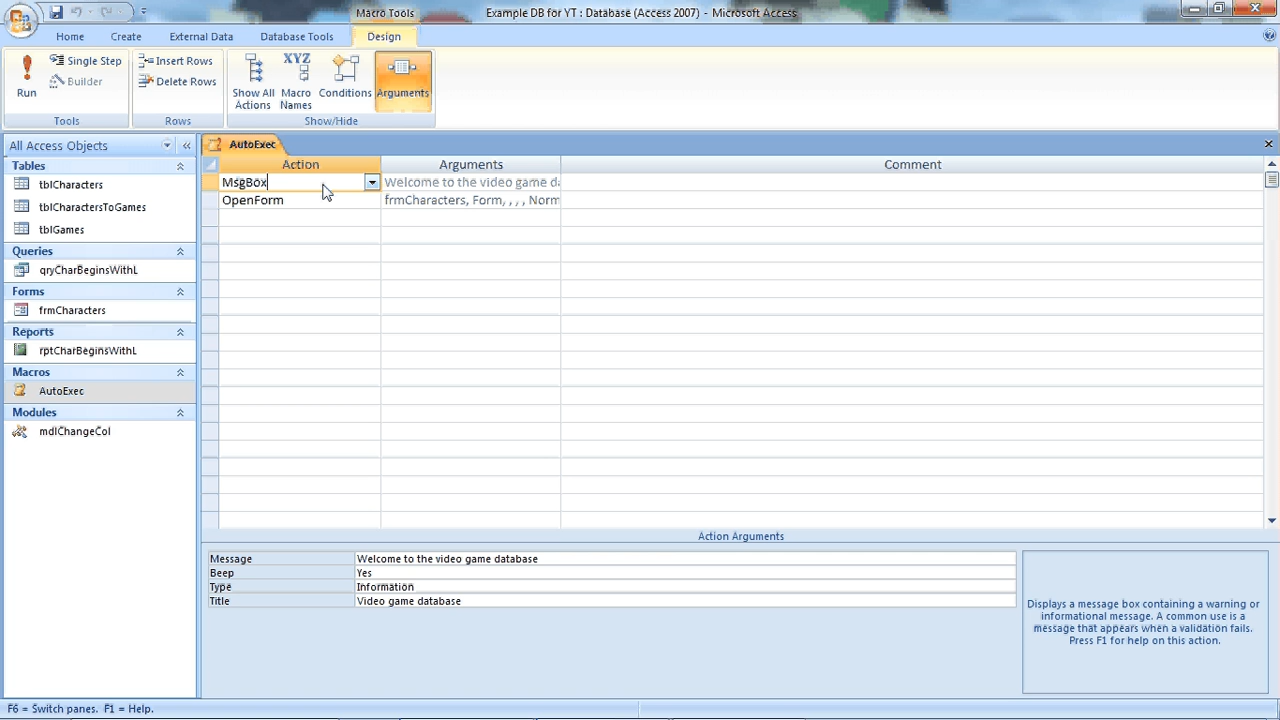 Macro Tools
Example DB for YT : Database (Access 2007) - Microsoft Access
Home Create External Data Database Tools Design
Run
Single Step
Builder
Tools
Insert Rows
Delete Rows
Rows
Show All Actions
XYZ
Macro Names
Conditions
Arguments
Show/Hide
All Access Objects
Tables
tblCharacters
tblCharactersToGames
tblGames
Queries
qryCharBeginsWithL
Forms
frmCharacters
Reports
rptCharBeginsWithL
Macros
AutoExec
Modules
mdlChangeCol
AutoExec
Action Arguments Comment
MsgBox Welcome to the video game da
OpenForm frmCharacters, Form, , , , Norm
Action Arguments
Message Welcome to the video game database
Beep Yes
Type Information
Title Video game database
Displays a message box containing a warning or
informational message. A common use is a
message that appears when a validation fails.
Press F1 for help on this action.
F6 = Switch panes. F1 = Help.